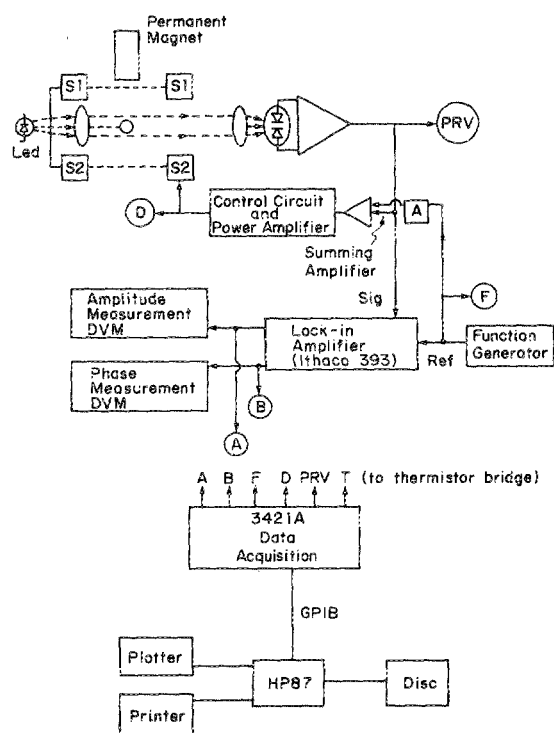 Permanent
Magnet
S1
S1
Led
PRV
S2
S2
D
Control Circuit
and
Power Amplifier
A
Summing
Amplifier
F
Sig
Amplitude
Measurement
DVM
Lock-in
Amplifier
(Ithaco 393)
Ref
Function
Generator
Phase
Measurement
DVM
B
A
A B F D PRV T (to thermistor bridge)
3421A
Data
Acquisition
GPIB
Plotter
HP87
Disc
Printer